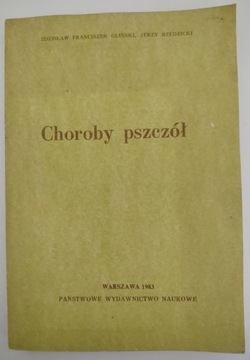 ZDZISŁAW FRANCISZEK GLIŃSKI, JERZY RZEDZICKI
Choroby pszczół
WARSZAWA 1983
PAŃSTWOWE WYDAWNICTWO NAUKOWE